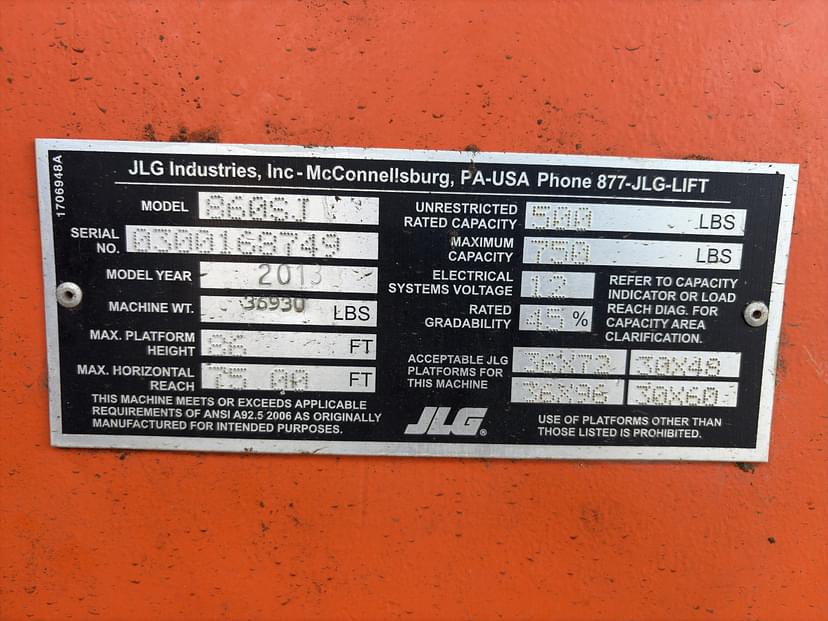 1706948A
JLG Industries, Inc - McConnellsburg, PA-USA Phone 877-JLG-LIFT
MODEL 860SJ
SERIAL NO. 0300168749
MODEL YEAR 2013
MACHINE WT. 36930 LBS
MAX. PLATFORM
HEIGHT 86 FT
MAX. HORIZONTAL
REACH 75.00 FT
THIS MACHINE MEETS OR EXCEEDS APPLICABLE
REQUIREMENTS OF ANSI A92.5 2006 AS ORIGINALLY
MANUFACTURED FOR INTENDED PURPOSES.
UNRESTRICTED
RATED CAPACITY 500 LBS
MAXIMUM
CAPACITY 750 LBS
ELECTRICAL
SYSTEMS VOLTAGE 12
RATED
GRADABILITY 45 %
REFER TO CAPACITY
INDICATOR OR LOAD
REACH DIAG. FOR
CAPACITY AREA
CLARIFICATION.
ACCEPTABLE JLG
PLATFORMS FOR
THIS MACHINE
36X72 30X48
36X96 30X60
JLG®
USE OF PLATFORMS OTHER THAN
THOSE LISTED IS PROHIBITED.